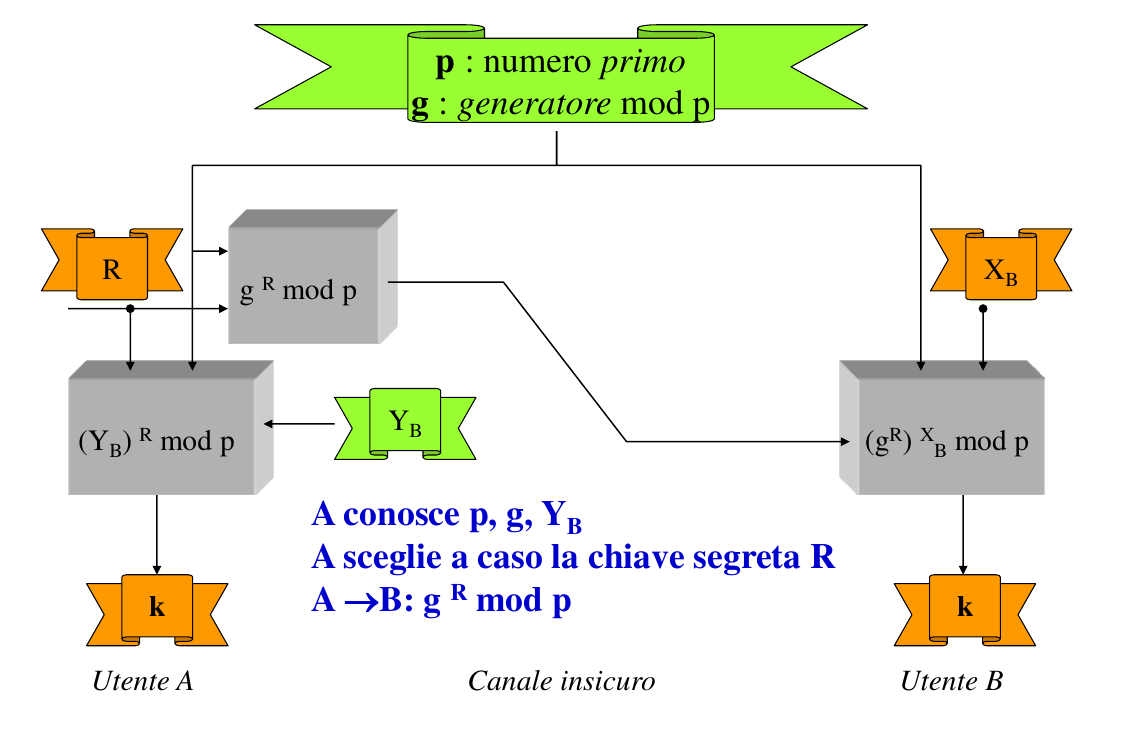 p : numero primo
g : generatore mod p
R
X_B
g ^R mod p
Y_B
(Y_B) ^R mod p
(g^R) ^X_B mod p
A conosce p, g, Y_B
A sceglie a caso la chiave segreta R
A →B: g ^R mod p
k
k
Utente A
Canale insicuro
Utente B